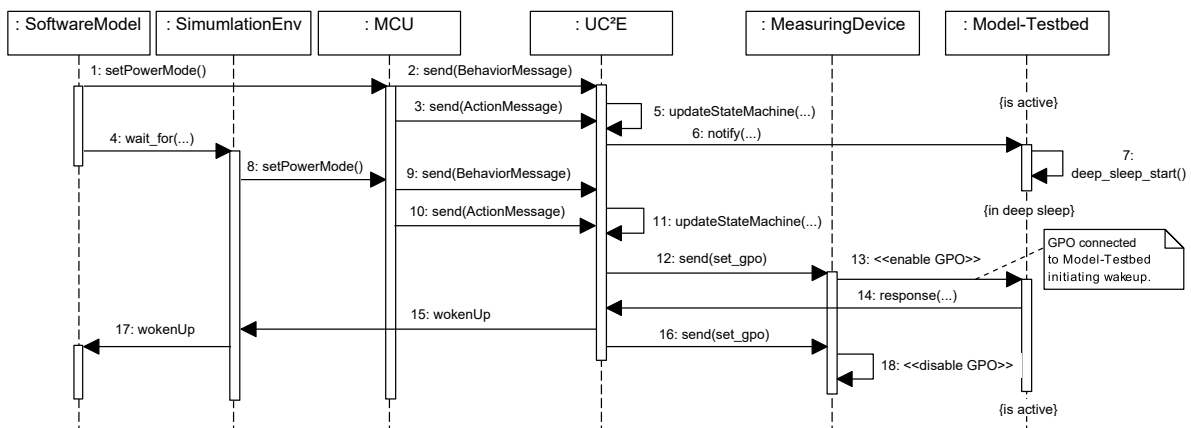 : SoftwareModel
: SimumlationEnv
: MCU
: UC²E
: MeasuringDevice
: Model-Testbed
1: setPowerMode()
2: send(BehaviorMessage)
3: send(ActionMessage)
5: updateStateMachine(...)
{is active}
4: wait_for(...)
6: notify(...)
7:
deep_sleep_start()
8: setPowerMode()
9: send(BehaviorMessage)
10: send(ActionMessage)
11: updateStateMachine(...)
{in deep sleep}
12: send(set_gpo)
13: <<enable GPO>>
GPO connected
to Model-Testbed
initiating wakeup.
14: response(...)
15: wokenUp
17: wokenUp
16: send(set_gpo)
18: <<disable GPO>>
{is active}